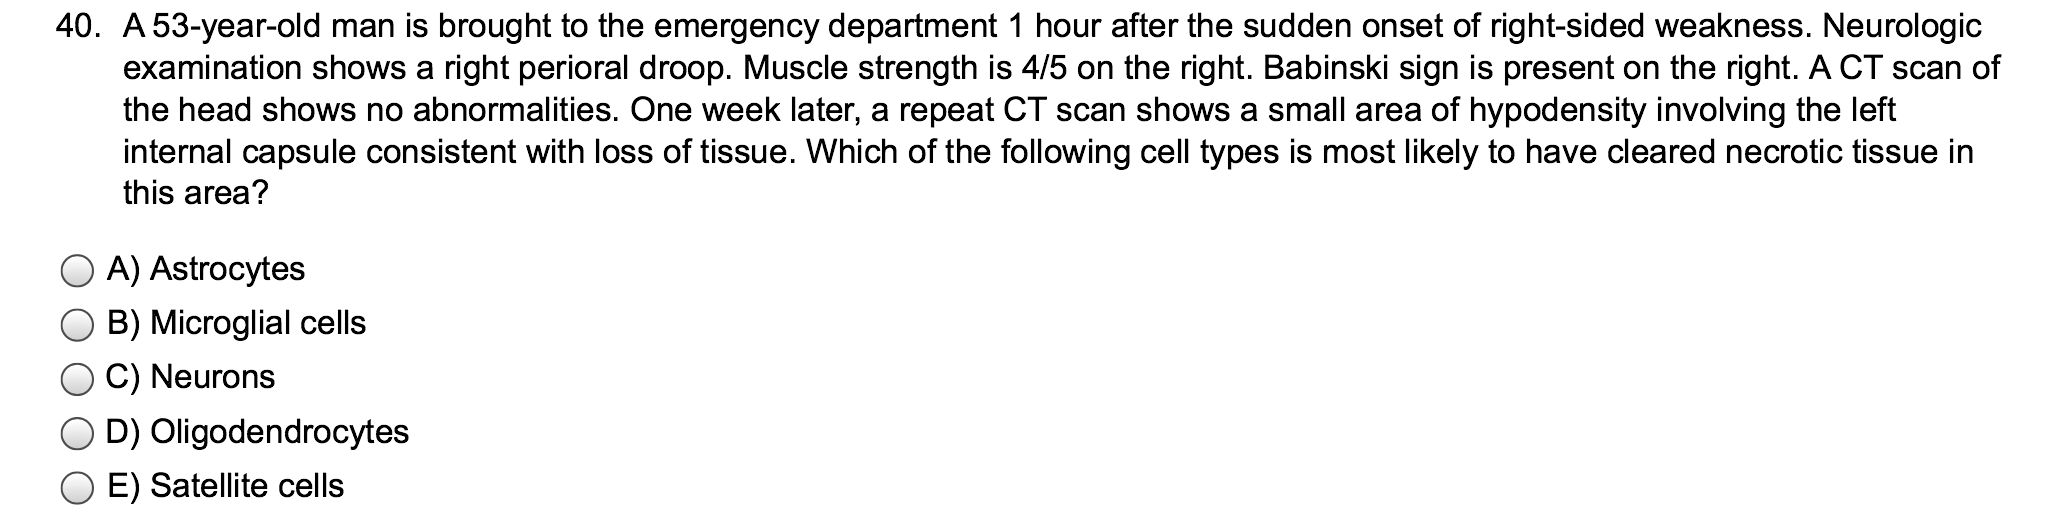 40. A 53-year-old man is brought to the emergency department 1 hour after the sudden onset of right-sided weakness. Neurologic
examination shows a right perioral droop. Muscle strength is 4/5 on the right. Babinski sign is present on the right. A CT scan of
the head shows no abnormalities. One week later, a repeat CT scan shows a small area of hypodensity involving the left
internal capsule consistent with loss of tissue. Which of the following cell types is most likely to have cleared necrotic tissue in
this area?
A) Astrocytes
B) Microglial cells
C) Neurons
D) Oligodendrocytes
E) Satellite cells